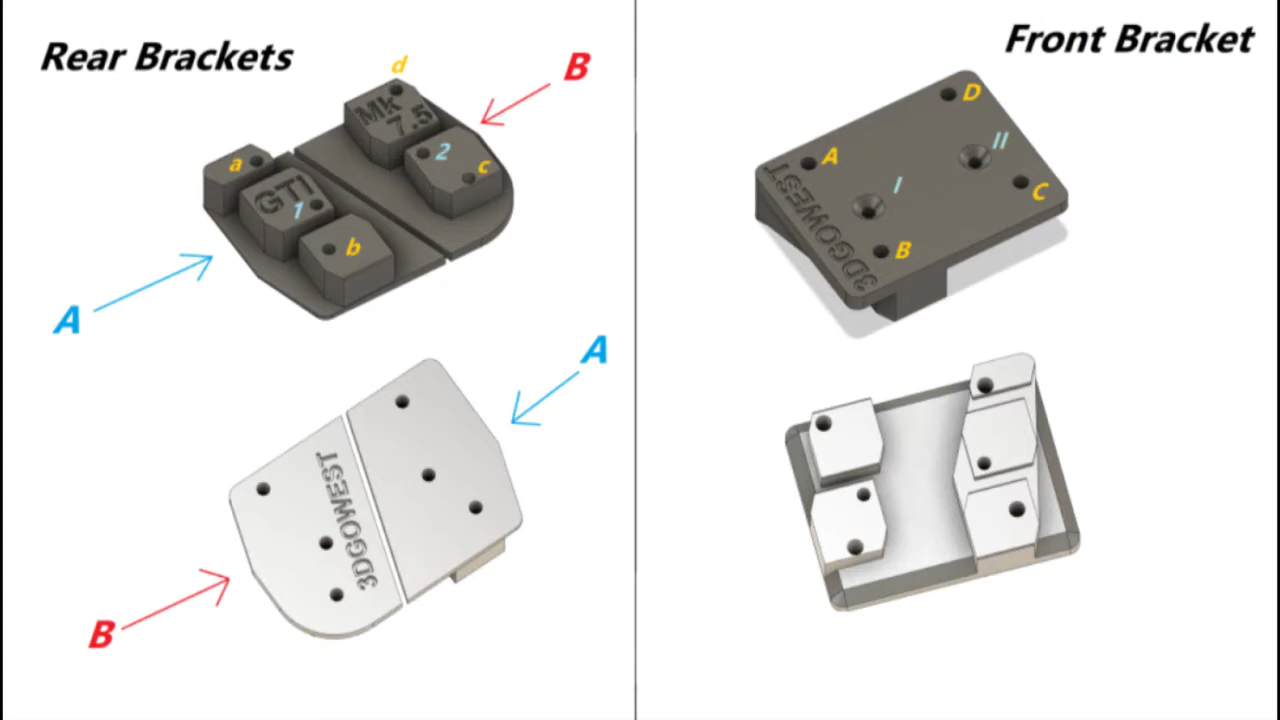 Rear Brackets
d
B
Mk
7.5
2
c
a
GTI
1
b
A
A
3DGOWEST
B
Front Bracket
D
II
A
I
C
3DGOWEST
B